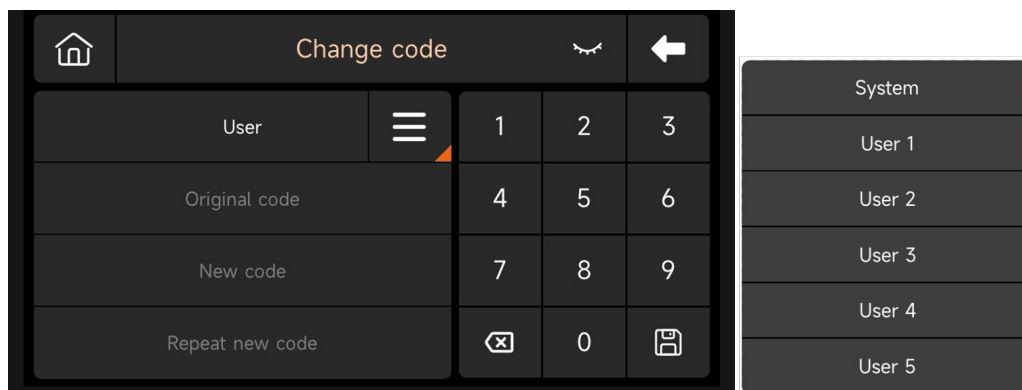 Change code
User
1 2 3
Original code
4 5 6
New code
7 8 9
Repeat new code
0
System
User 1
User 2
User 3
User 4
User 5